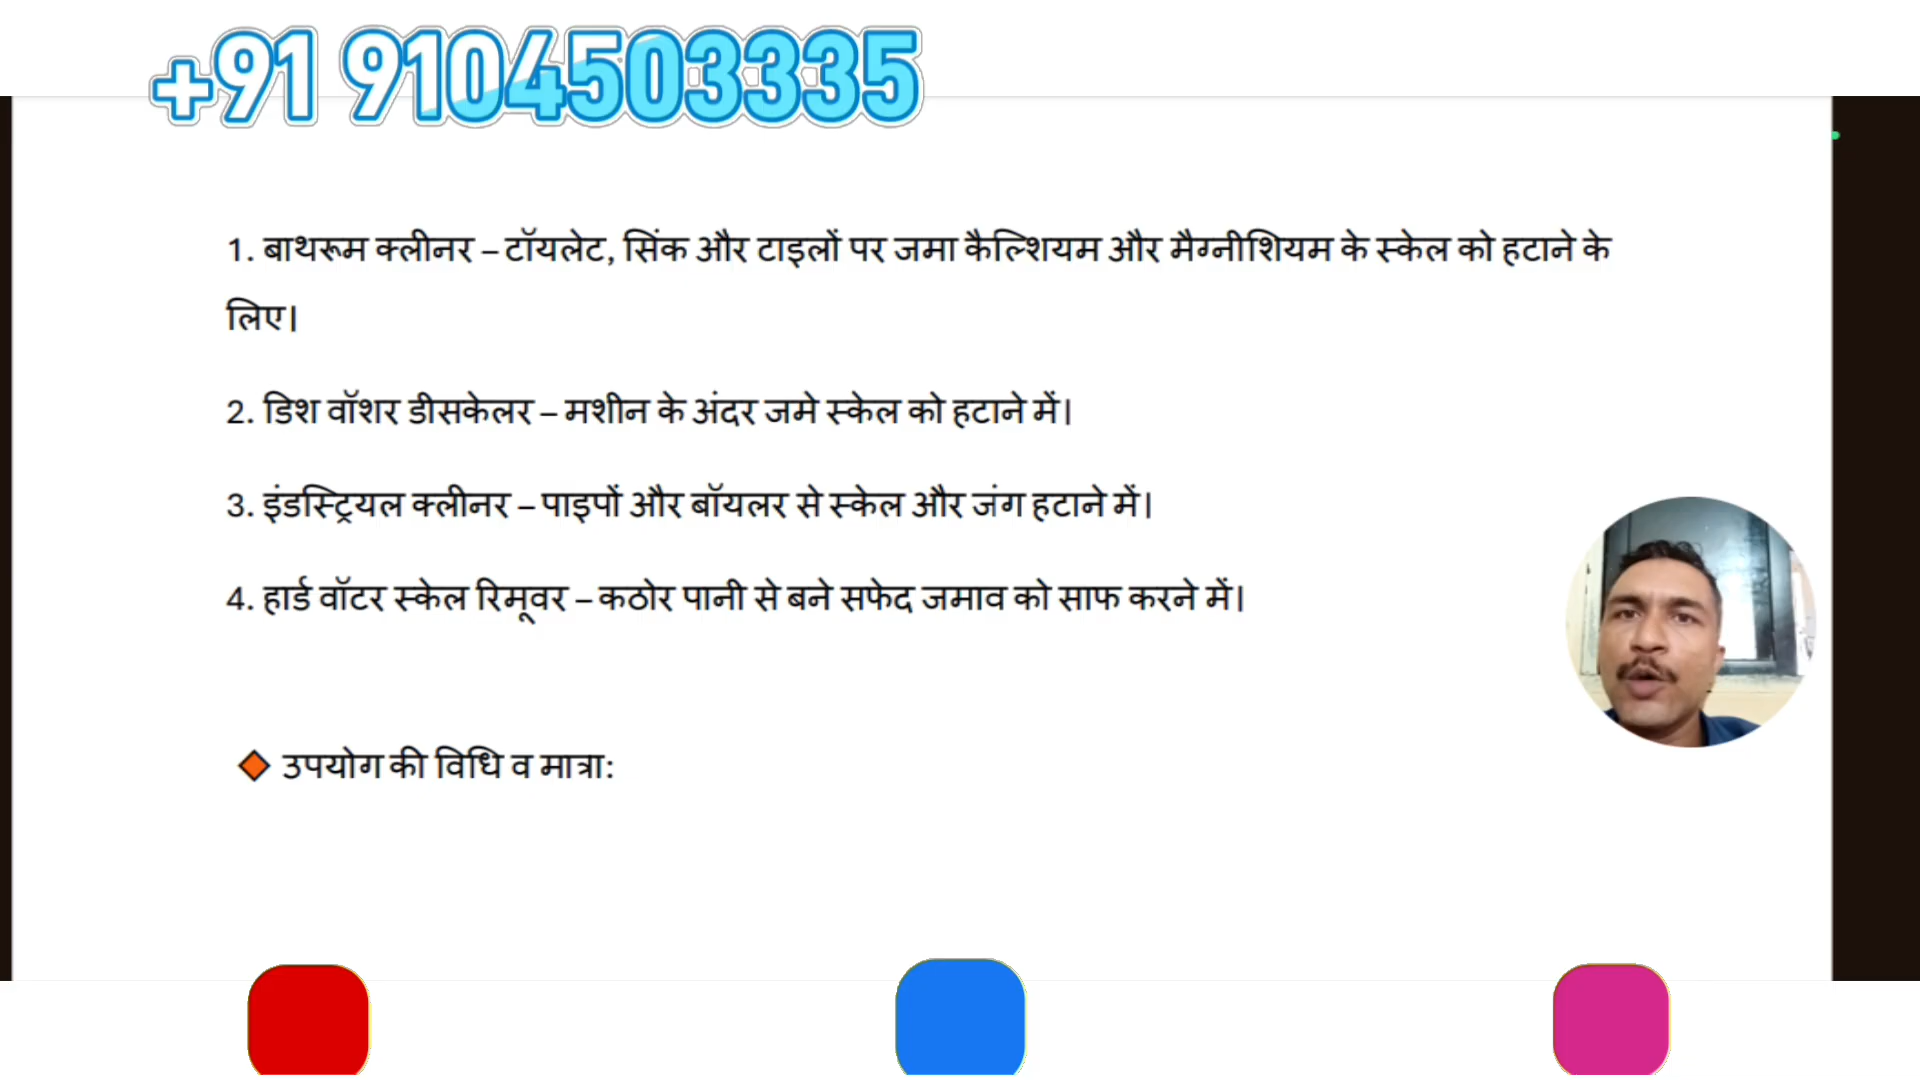 +91 9104503335
1. बाथरूम क्लीनर – टॉयलेट, सिंक और टाइलों पर जमा कैल्शियम और मैग्नीशियम के स्केल को हटाने के
लिए।
2. डिश वॉशर डीसकेलर – मशीन के अंदर जमे स्केल को हटाने में।
3. इंडस्ट्रियल क्लीनर – पाइपों और बॉयलर से स्केल और जंग हटाने में।
4. हार्ड वॉटर स्केल रिमूवर – कठोर पानी से बने सफेद जमाव को साफ करने में।
उपयोग की विधि व मात्रा: